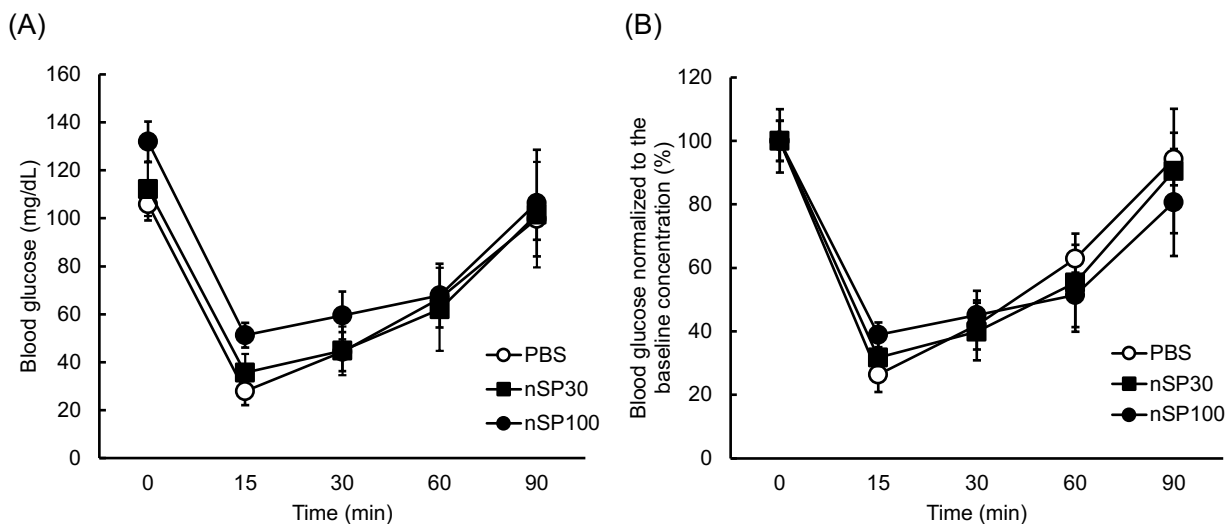 (A)
Blood glucose (mg/dL)
160
140
120
100
80
60
40
20
0
0 15 30 60 90
Time (min)
PBS
nSP30
nSP100
(B)
Blood glucose normalized to the
baseline concentration (%)
120
100
80
60
40
20
0
0 15 30 60 90
Time (min)
PBS
nSP30
nSP100